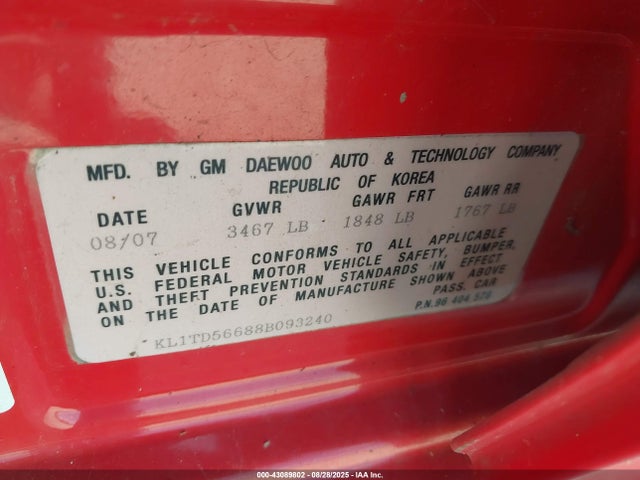 MFD. BY GM DAEWOO AUTO & TECHNOLOGY COMPANY
REPUBLIC OF KOREA
DATE GVWR GAWR FRT GAWR RR
08/07 3467 LB 1848 LB 1767 LB
THIS VEHICLE CONFORMS TO ALL APPLICABLE
U.S. FEDERAL MOTOR VEHICLE SAFETY, BUMPER,
AND THEFT PREVENTION STANDARDS IN EFFECT
ON THE DATE OF MANUFACTURE SHOWN ABOVE
PASS. CAR
P.N.96 404 578
KL1TD56688B093240
000-43089802 - 08/28/2025 - IAA Inc.